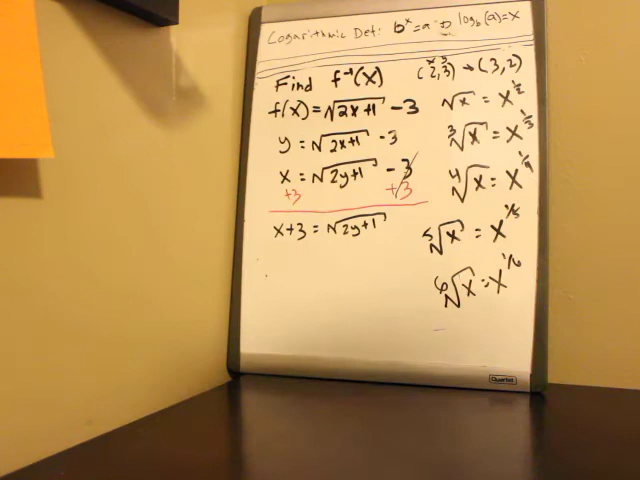 Logarithmic Def: b^x = a ⇒ log_b(a) = x
Find f⁻¹(x)
f(x) = √(2x+1) - 3
y = √(2x+1) - 3
x = √(2y+1) - 3
+3 +3
x+3 = √(2y+1)
x y
(2,3) → (3,2)
√x = x^1/2
³√x = x^1/3
⁴√x = x^1/4
⁵√x = x^1/5
⁶√x = x^1/6
Quartet